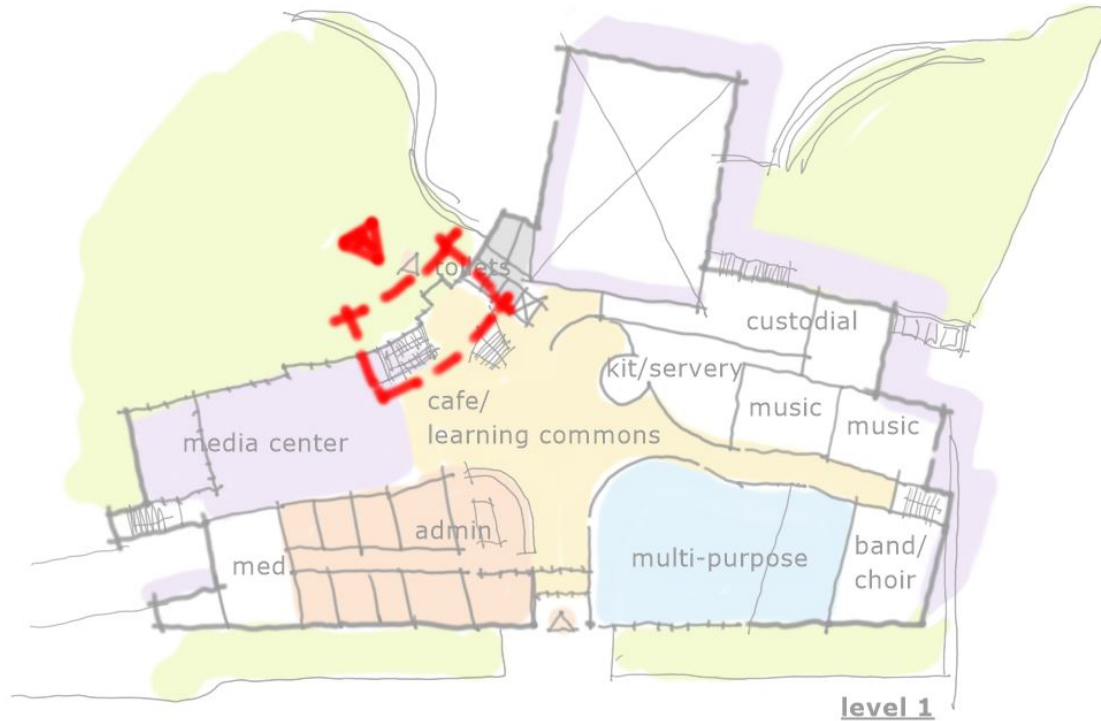 toilets
custodial
kit/servery
music
music
cafe/
learning commons
media center
admin
med
multi-purpose
band/
choir
level 1